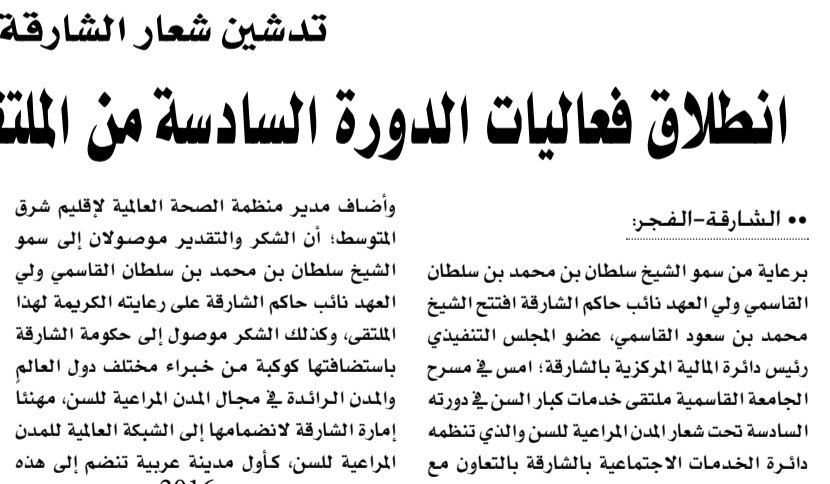 تدشين شعار الشارقة
انطلاق فعاليات الدورة السادسة من
•• الشارقة-الفجر:
برعاية من سمو الشيخ سلطان بن محمد بن سلطان
القاسمي ولي العهد نائب حاكم الشارقة افتتح الشيخ
محمد بن سعود القاسمي، عضو المجلس التنفيذي
رئيس دائرة المالية المركزية بالشارقة؛ امس في مسرح
الجامعة القاسمية ملتقى خدمات كبار السن في دورته
السادسة تحت شعار المدن المراعية للسن والذي تنظمه
دائرة الخدمات الاجتماعية بالشارقة بالتعاون مع
وأضاف مدير منظمة الصحة العالمية لإقليم شرق
المتوسط؛ أن الشكر والتقدير موصولان إلى سمو
الشيخ سلطان بن محمد بن سلطان القاسمي ولي
العهد نائب حاكم الشارقة على رعايته الكريمة لهذا
الملتقى، وكذلك الشكر موصول إلى حكومة الشارقة
باستضافتها كوكبة من خبراء مختلف دول العالم
والمدن الرائدة في مجال المدن المراعية للسن، مهنئا
إمارة الشارقة لانضمامها إلى الشبكة العالمية للمدن
المراعية للسن، كأول مدينة عربية تنضم إلى هذه